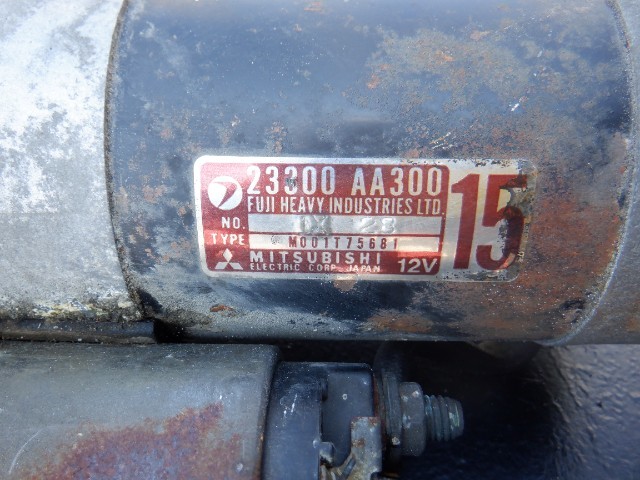 23300 AA300
FUJI HEAVY INDUSTRIES LTD.
NO.
TYPE M001T75681
MITSUBISHI
ELECTRIC CORP. JAPAN 12V
15